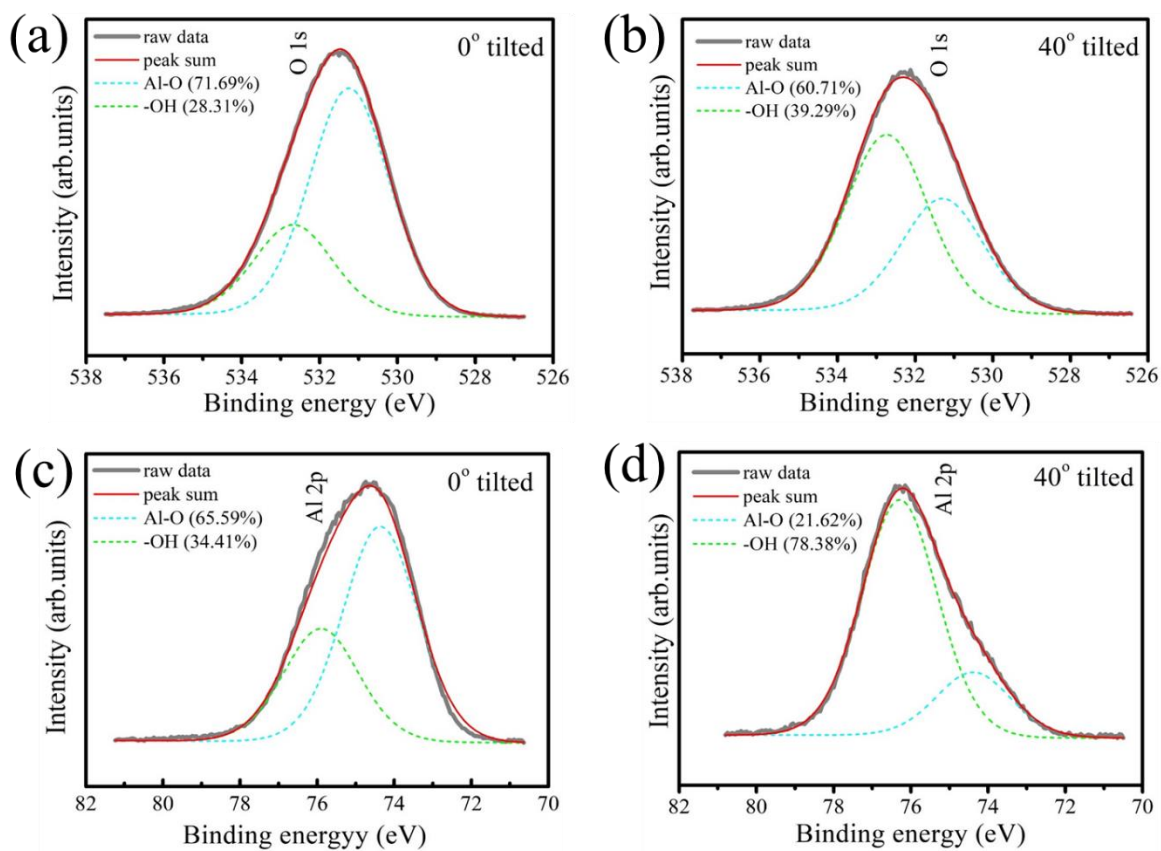 (a)
raw data
peak sum
Al-O (71.69%)
-OH (28.31%)
O 1s
0° tilted
Intensity (arb.units)
538 536 534 532 530 528 526
Binding energy (eV)
(b)
raw data
peak sum
Al-O (60.71%)
-OH (39.29%)
O 1s
40° tilted
Intensity (arb.units)
538 536 534 532 530 528 526
Binding energy (eV)
(c)
raw data
peak sum
Al-O (65.59%)
-OH (34.41%)
Al 2p
0° tilted
Intensity (arb.units)
82 80 78 76 74 72 70
Binding energyy (eV)
(d)
raw data
peak sum
Al-O (21.62%)
-OH (78.38%)
Al 2p
40° tilted
Intensity (arb.units)
82 80 78 76 74 72 70
Binding energy (eV)